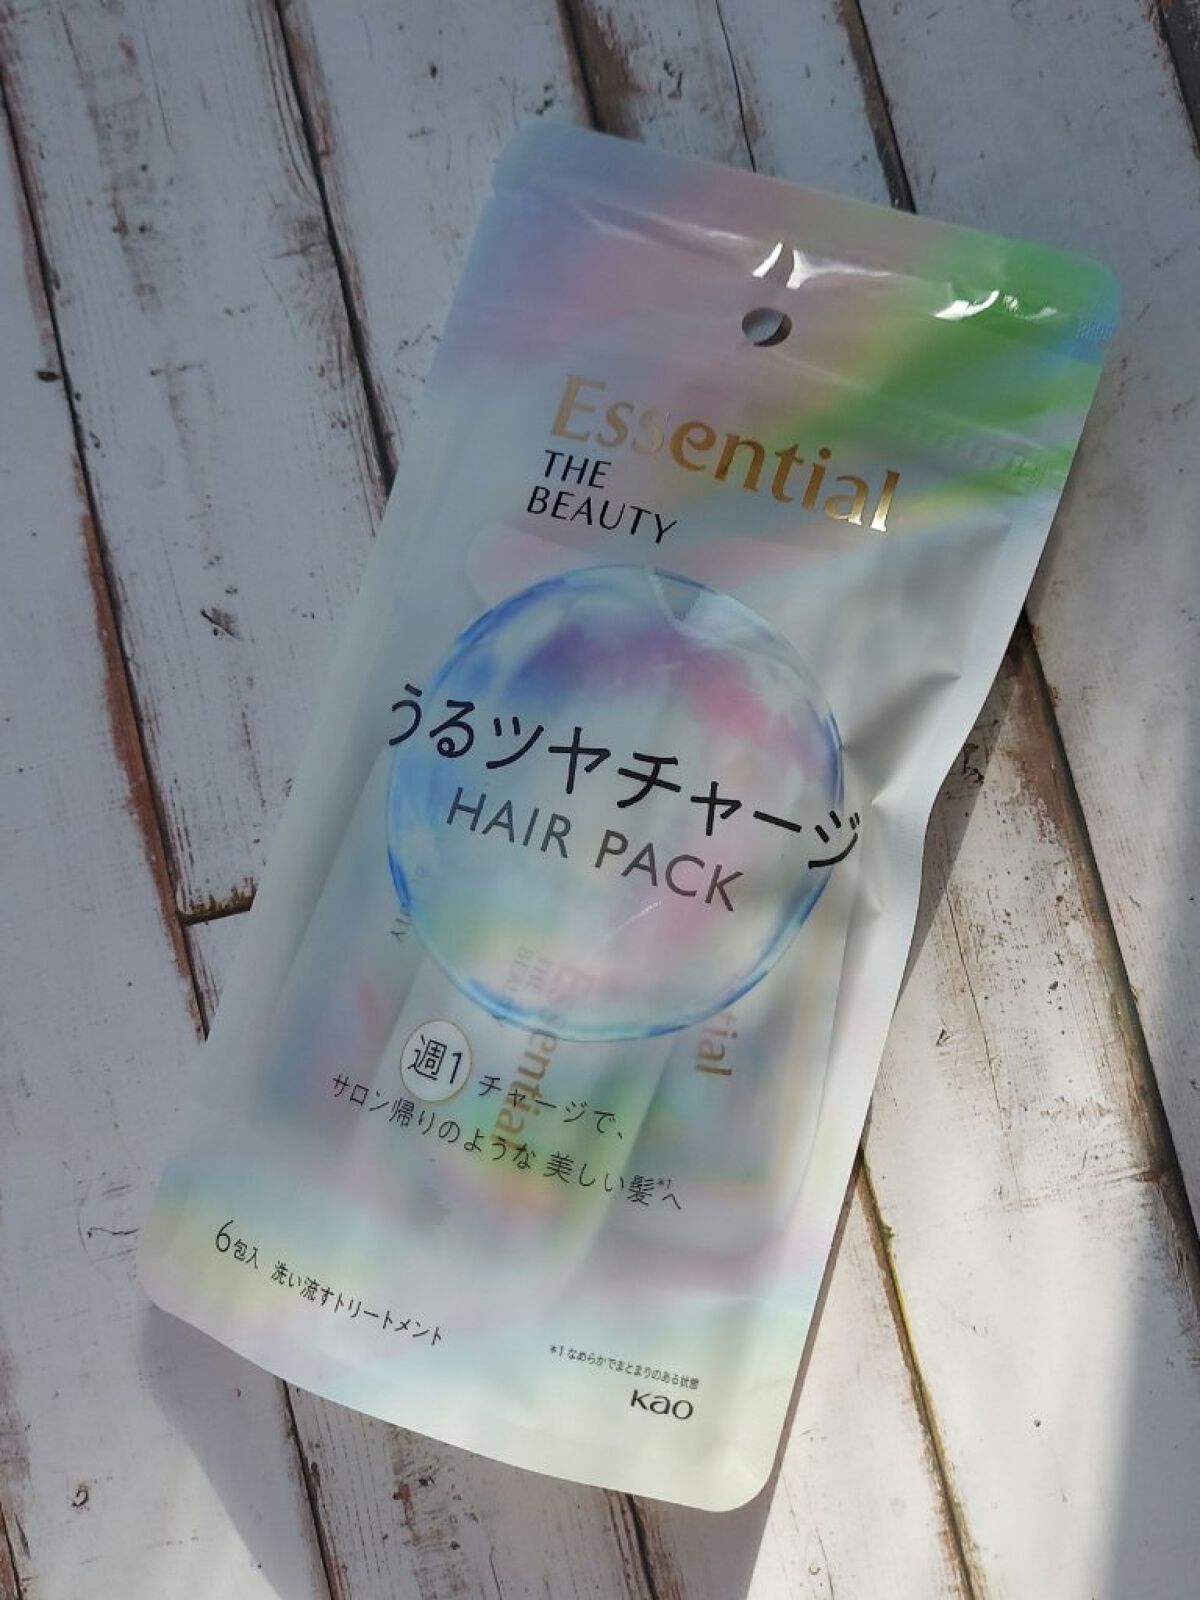 Essential
THE
BEAUTY
うるツヤチャージ
HAIR PACK
週1 チャージで、
サロン帰りのような 美しい髪*1へ
6包入 洗い流すトリートメント
*1 なめらかでまとまりのある状態
Kao
THE
Essential
ntial